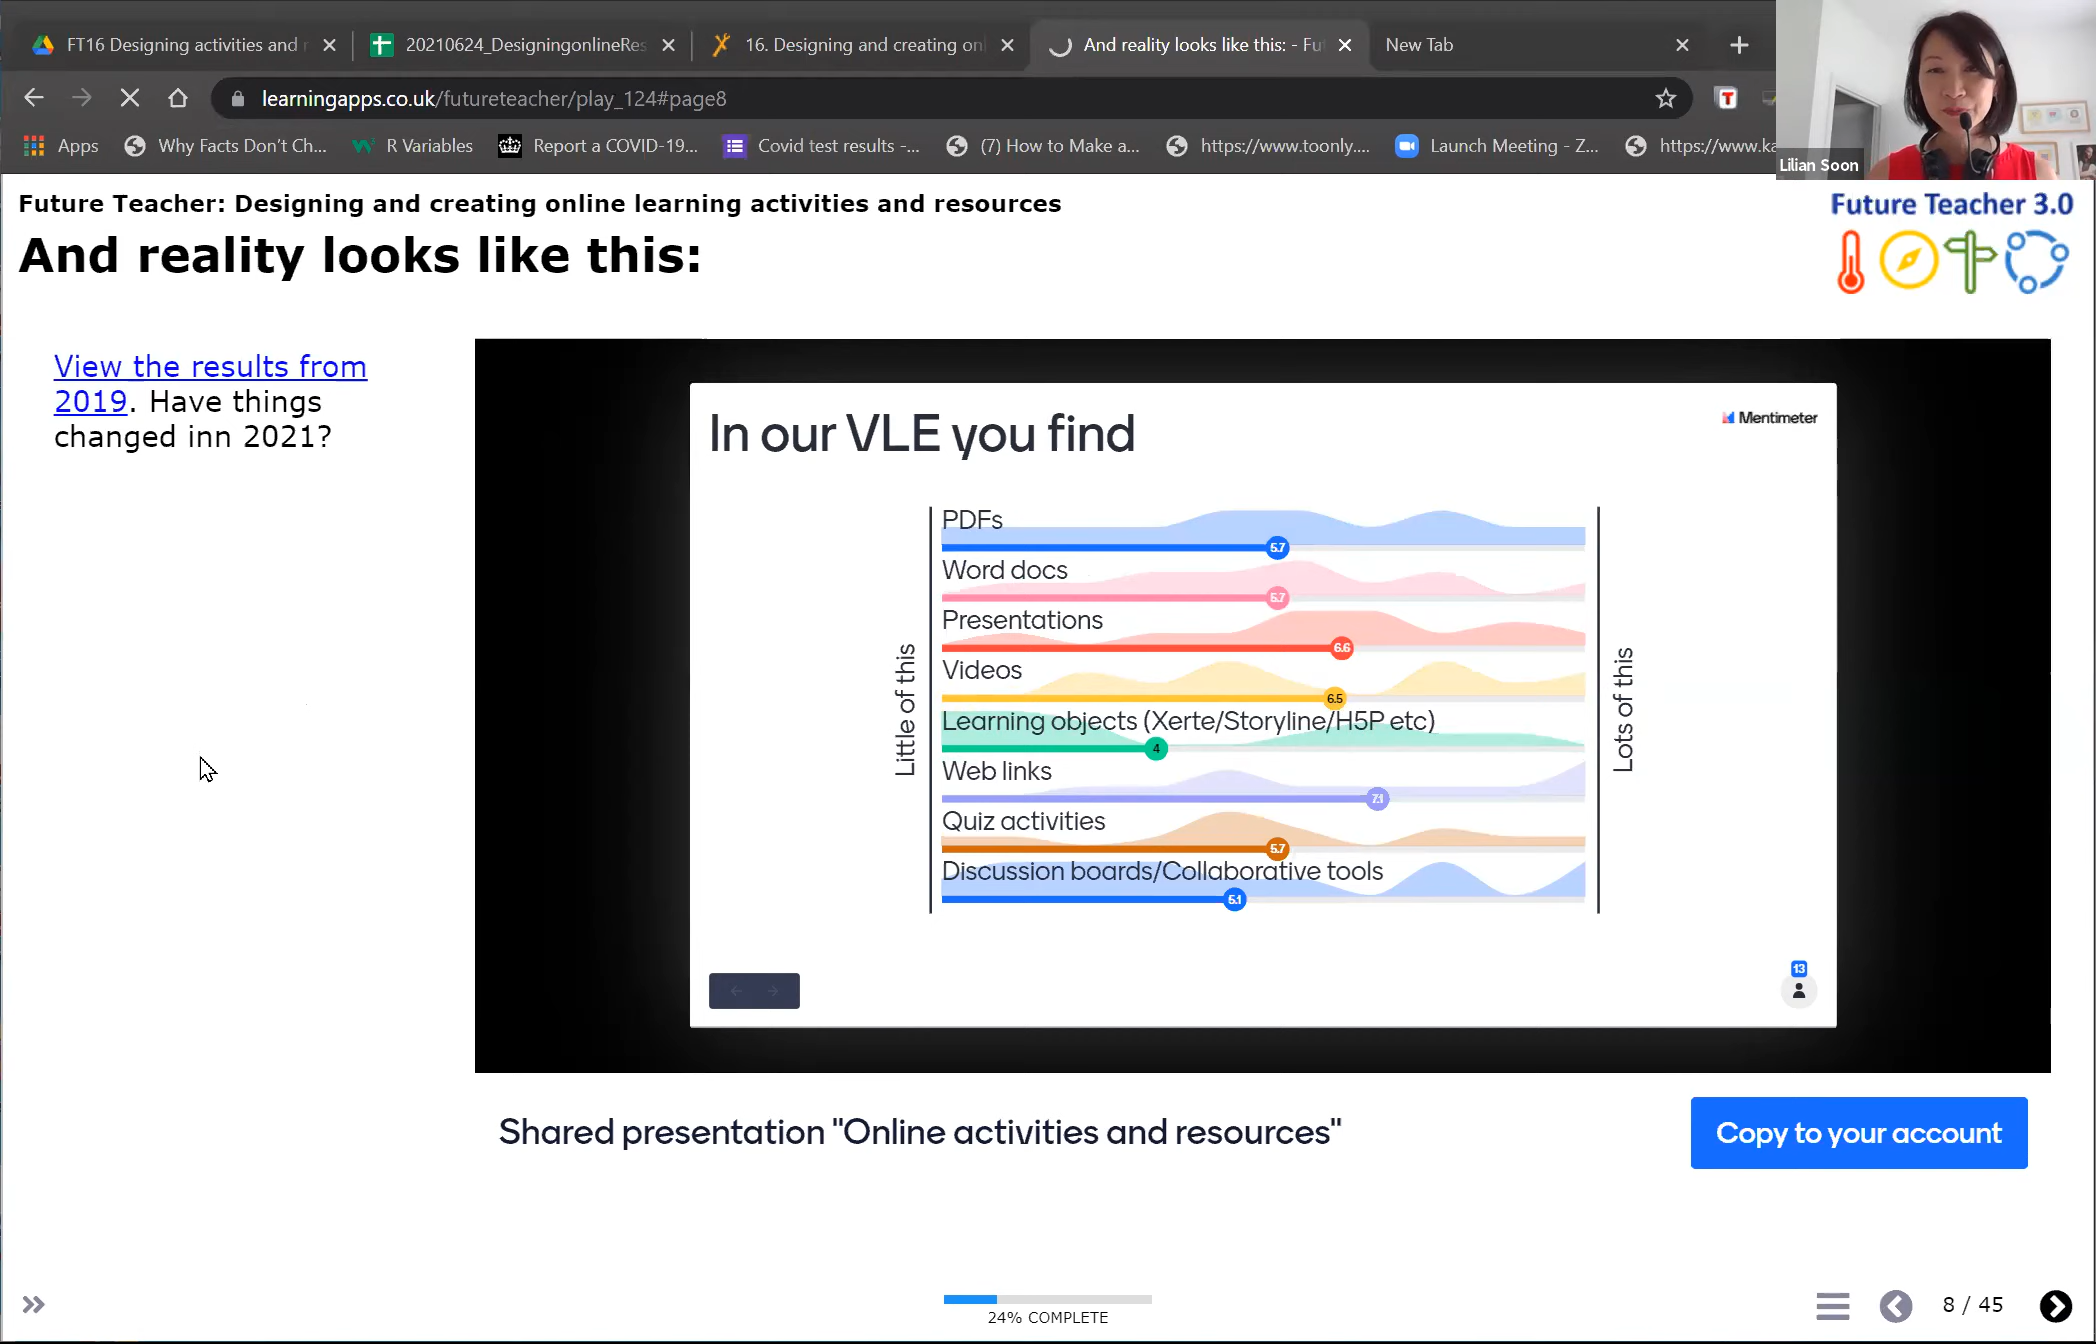 FT16 Designing activities and r
20210624_DesigningonlineRes
16. Designing and creating onl
And reality looks like this: - Fu
New Tab
learningapps.co.uk/futureteacher/play_124#page8
Apps
Why Facts Don't Ch...
R Variables
Report a COVID-19...
Covid test results -...
(7) How to Make a...
https://www.toonly....
Launch Meeting - Z...
https://www.ka
Lilian Soon
Future Teacher: Designing and creating online learning activities and resources
And reality looks like this:
Future Teacher 3.0
View the results from
2019. Have things
changed inn 2021?
In our VLE you find
Mentimeter
PDFs
5.7
Word docs
5.7
Presentations
6.6
Videos
6.5
Learning objects (Xerte/Storyline/H5P etc)
4
Web links
7.1
Quiz activities
5.7
Discussion boards/Collaborative tools
5.1
Little of this
Lots of this
13
Shared presentation "Online activities and resources"
Copy to your account
24% COMPLETE
8 / 45